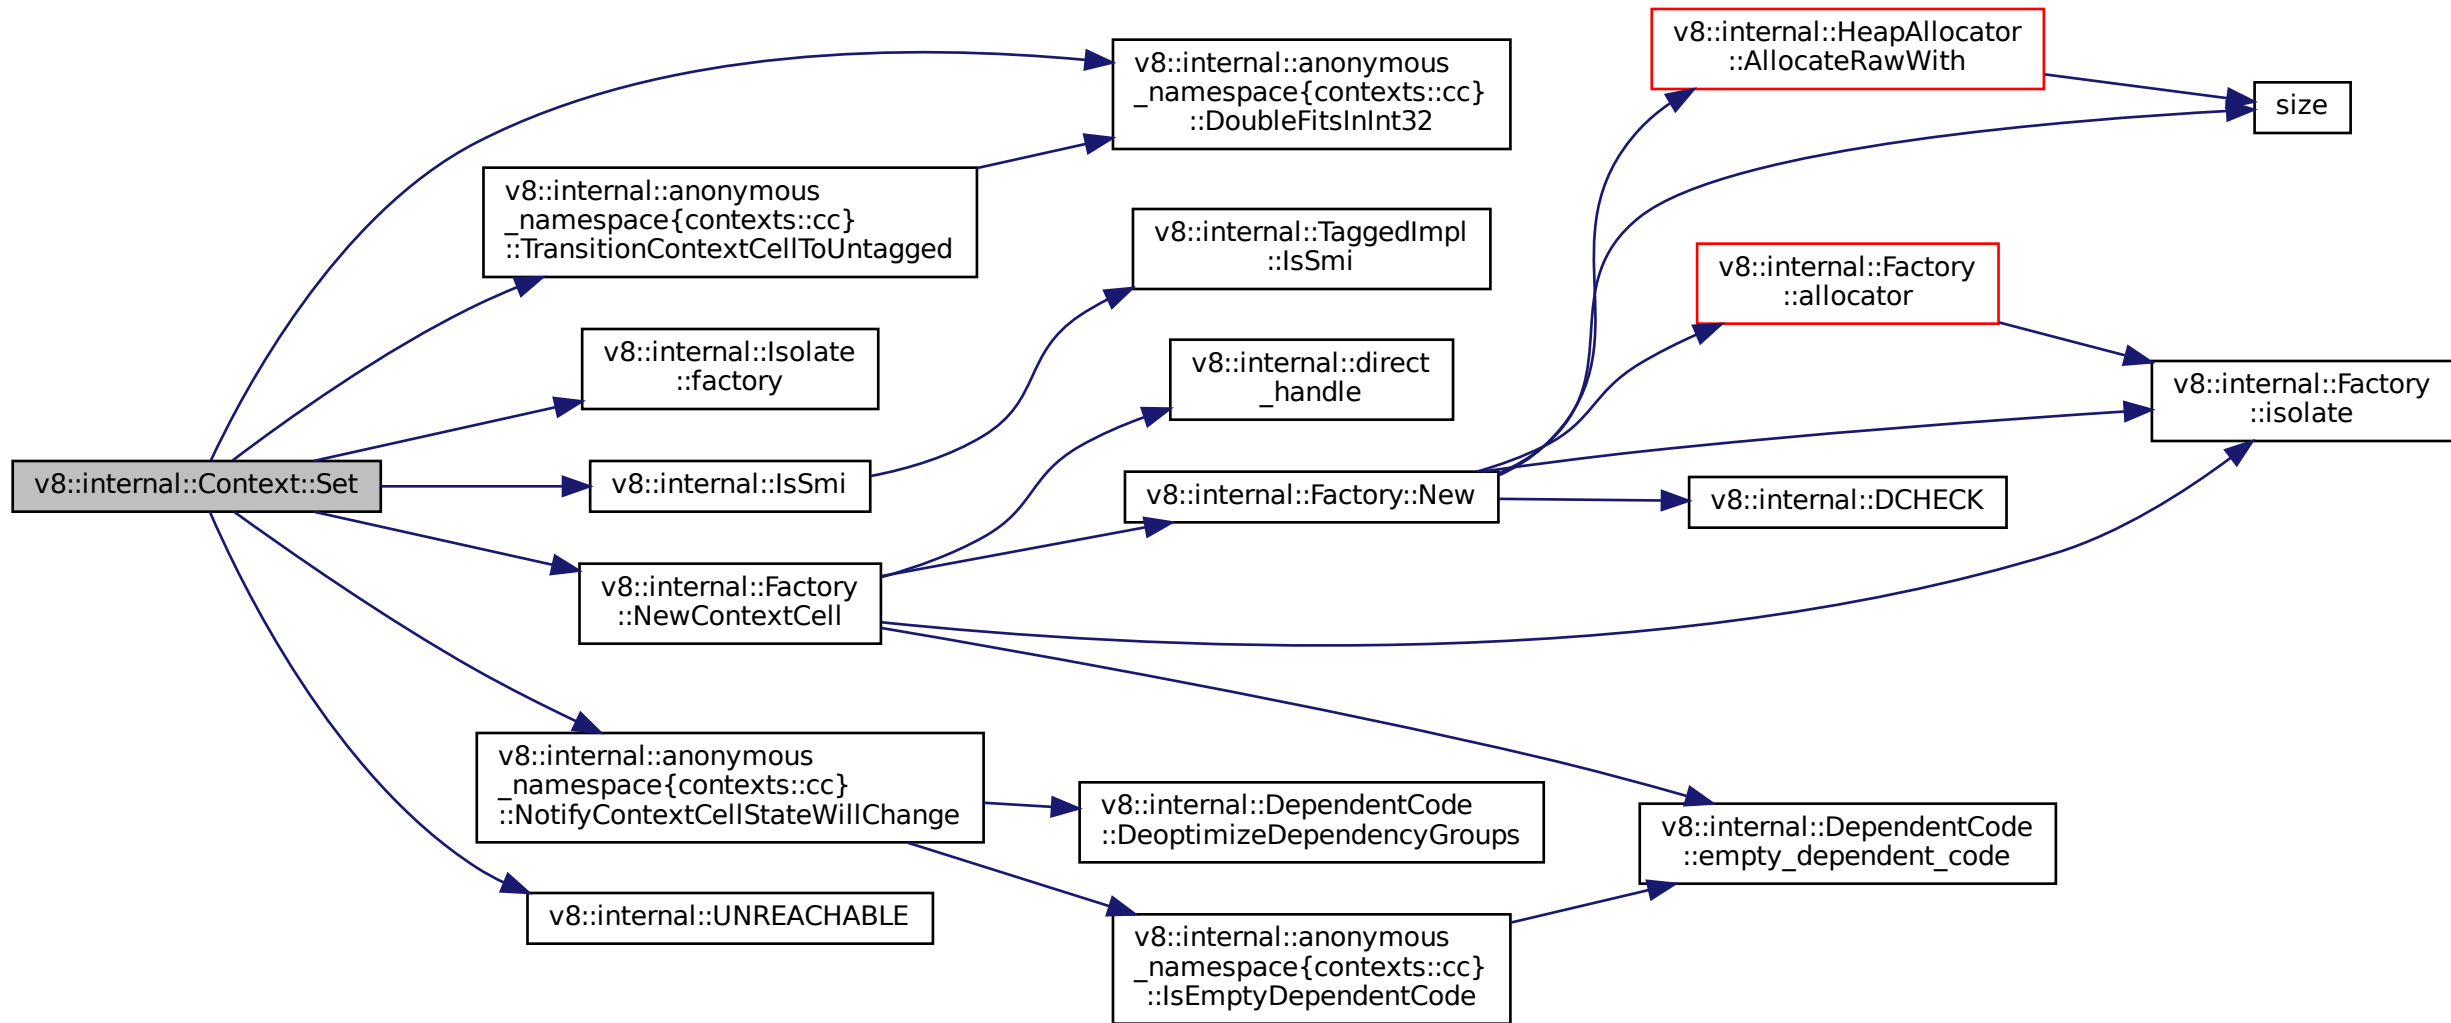 v8::internal::Context::Set
v8::internal::anonymous
_namespace{contexts::cc}
::DoubleFitsInInt32
v8::internal::anonymous
_namespace{contexts::cc}
::TransitionContextCellToUntagged
v8::internal::Isolate
::factory
v8::internal::IsSmi
v8::internal::TaggedImpl
::IsSmi
v8::internal::Factory
::NewContextCell
v8::internal::direct
_handle
v8::internal::Factory::New
v8::internal::HeapAllocator
::AllocateRawWith
size
v8::internal::Factory
::allocator
v8::internal::Factory
::isolate
v8::internal::DCHECK
v8::internal::DependentCode
::empty_dependent_code
v8::internal::anonymous
_namespace{contexts::cc}
::NotifyContextCellStateWillChange
v8::internal::DependentCode
::DeoptimizeDependencyGroups
v8::internal::anonymous
_namespace{contexts::cc}
::IsEmptyDependentCode
v8::internal::UNREACHABLE